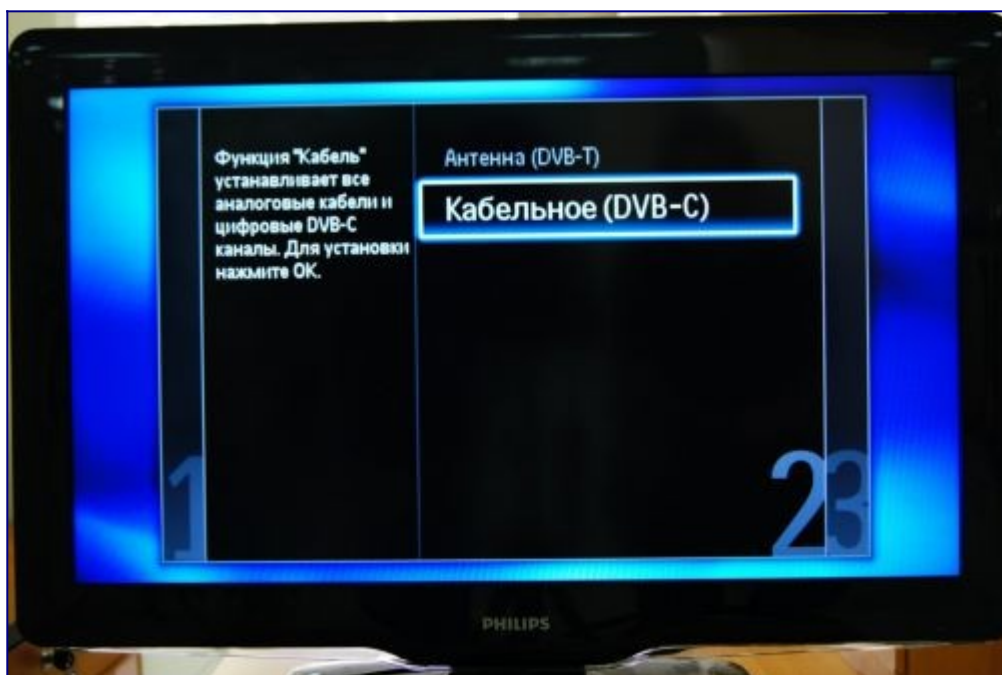 Функция "Кабель"
устанавливает все
аналоговые кабели и
цифровые DVB-C
каналы. Для установки
нажмите ОК.
Антенна (DVB-T)
Кабельное (DVB-C)
1
2
3
PHILIPS